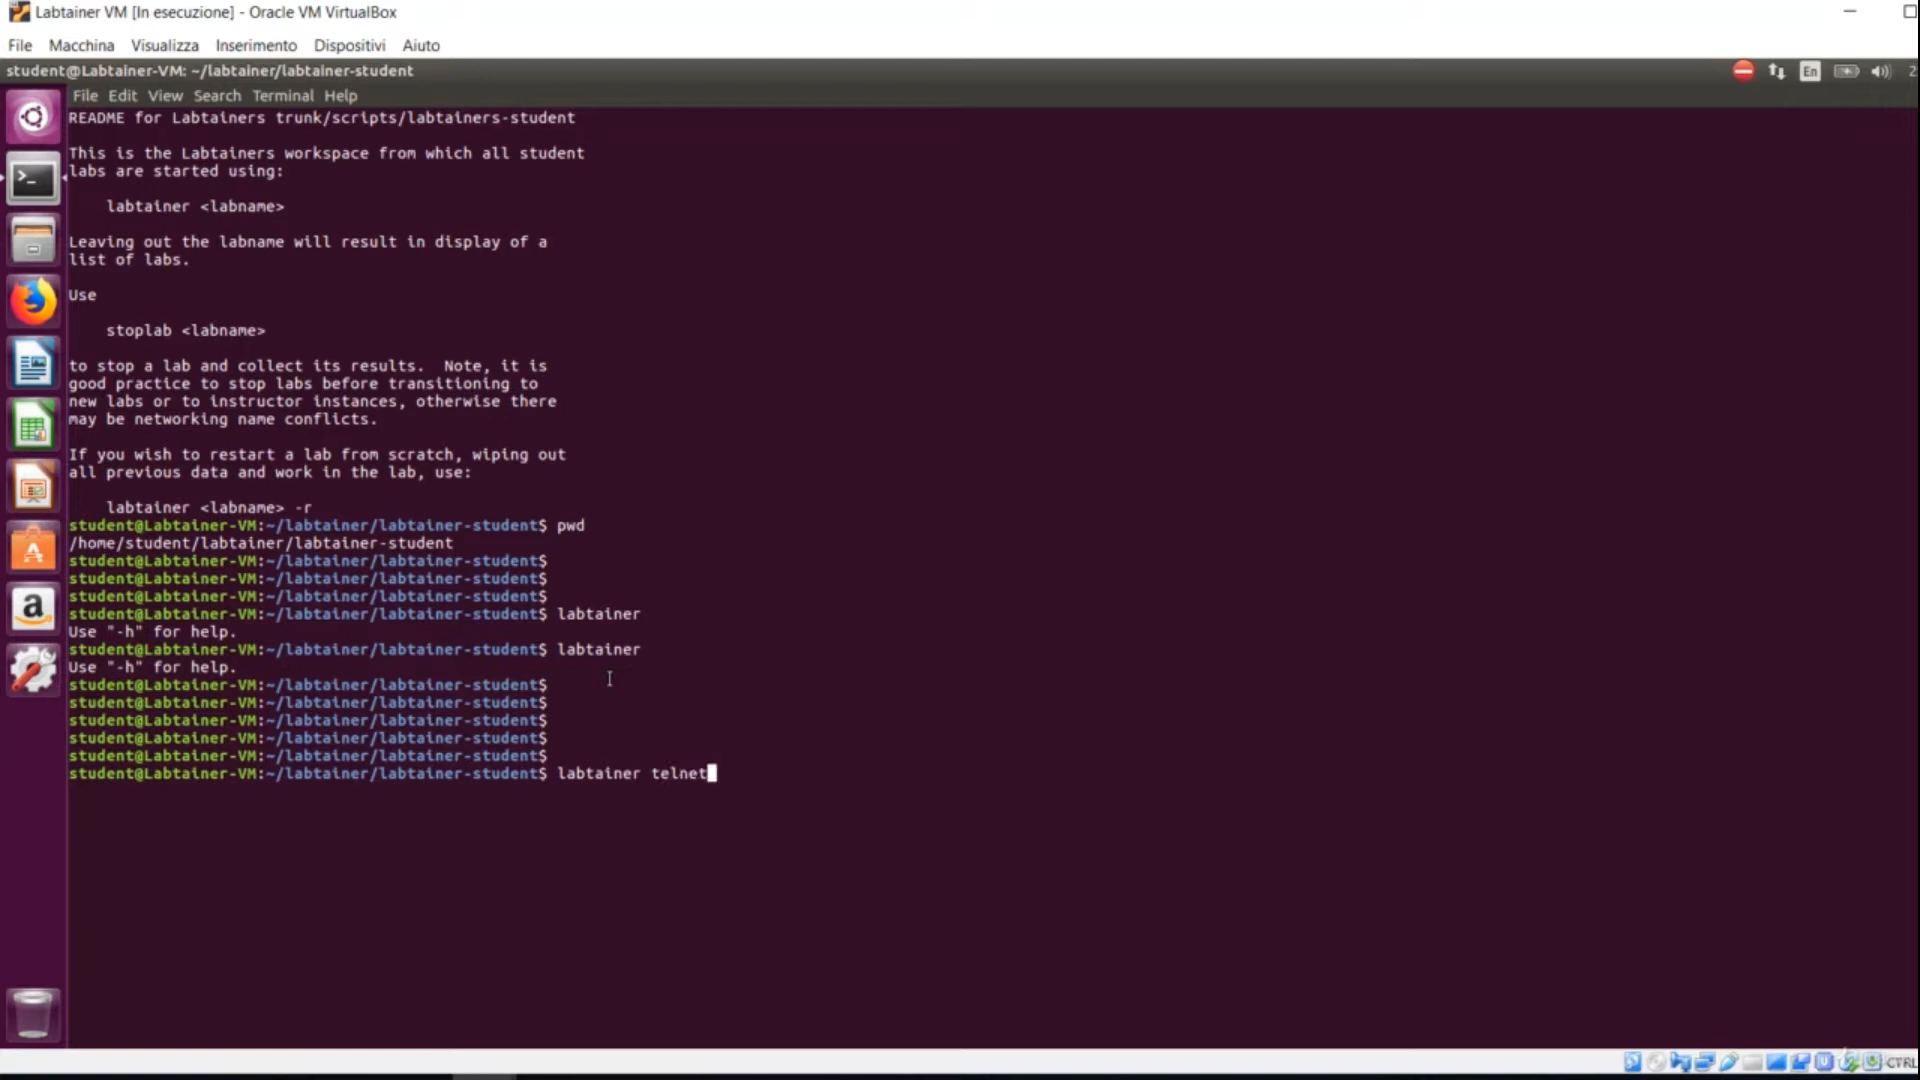 Labtainer VM [In esecuzione] - Oracle VM VirtualBox
File Macchina Visualizza Inserimento Dispositivi Aiuto
student@Labtainer-VM: ~/labtainer/labtainer-student
En
File Edit View Search Terminal Help
README for Labtainers trunk/scripts/labtainers-student
This is the Labtainers workspace from which all student
labs are started using:
labtainer <labname>
Leaving out the labname will result in display of a
list of labs.
Use
stoplab <labname>
to stop a lab and collect its results.  Note, it is
good practice to stop labs before transitioning to
new labs or to instructor instances, otherwise there
may be networking name conflicts.
If you wish to restart a lab from scratch, wiping out
all previous data and work in the lab, use:
labtainer <labname> -r
student@Labtainer-VM:~/labtainer/labtainer-student$ pwd
/home/student/labtainer/labtainer-student
student@Labtainer-VM:~/labtainer/labtainer-student$
student@Labtainer-VM:~/labtainer/labtainer-student$
student@Labtainer-VM:~/labtainer/labtainer-student$
student@Labtainer-VM:~/labtainer/labtainer-student$ labtainer
Use "-h" for help.
student@Labtainer-VM:~/labtainer/labtainer-student$ labtainer
Use "-h" for help.
student@Labtainer-VM:~/labtainer/labtainer-student$
student@Labtainer-VM:~/labtainer/labtainer-student$
student@Labtainer-VM:~/labtainer/labtainer-student$
student@Labtainer-VM:~/labtainer/labtainer-student$
student@Labtainer-VM:~/labtainer/labtainer-student$
student@Labtainer-VM:~/labtainer/labtainer-student$ labtainer telnet
CTRL